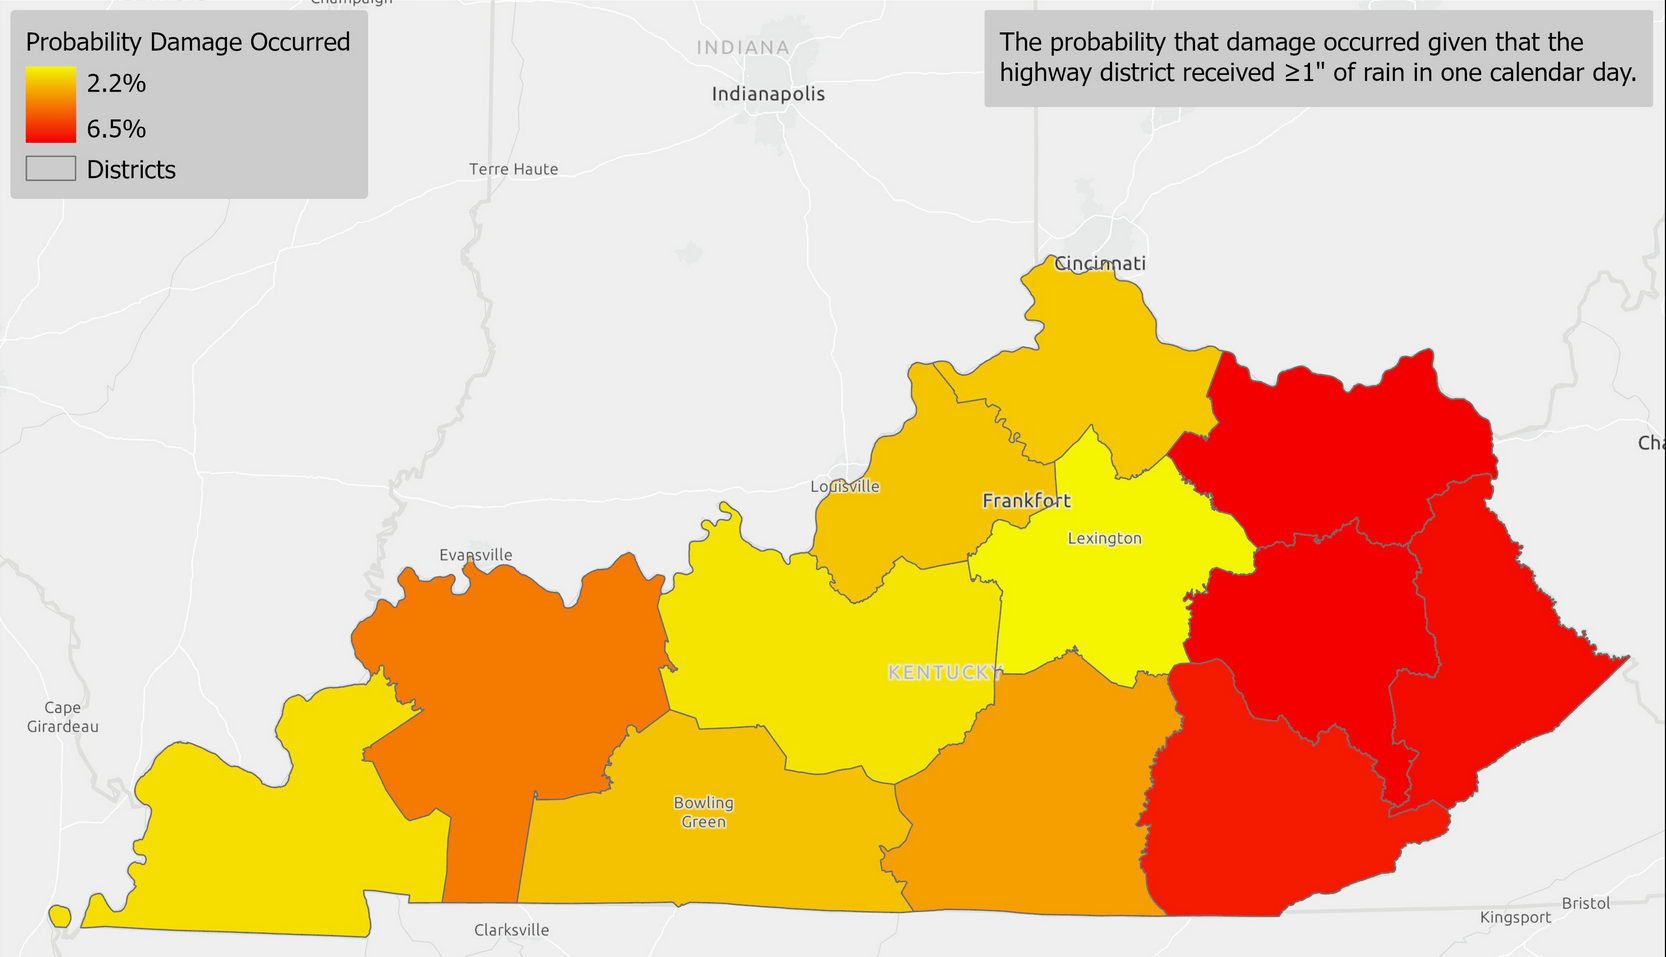 Champaign
Probability Damage Occurred
2.2%
6.5%
Districts
The probability that damage occurred given that the
highway district received ≥1" of rain in one calendar day.
INDIANA
Indianapolis
Terre Haute
Cincinnati
Louisville
Frankfort
Lexington
Evansville
KENTUCKY
Cape
Girardeau
Bowling
Green
Clarksville
Kingsport
Bristol